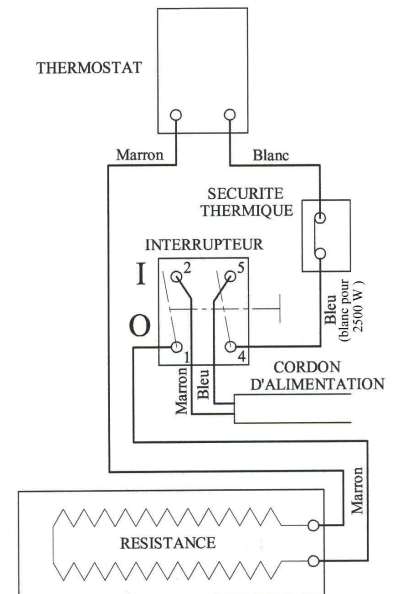 THERMOSTAT
Marron
Blanc
SECURITE
THERMIQUE
INTERRUPTEUR
I
2
5
O
1
4
Bleu
(blanc pour
2500 W )
Marron
Bleu
CORDON
D'ALIMENTATION
Marron
RESISTANCE